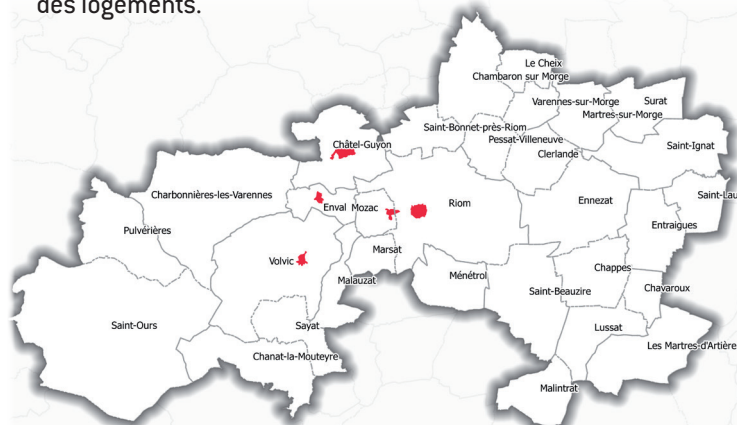 des logements.
Le Cheix
Chambaron sur Morge
Varennes-sur-Morge
Surat
Martres-sur-Morge
Saint-Bonnet-près-Riom
Pessat-Villeneuve
Clerlande
Saint-Ignat
Châtel-Guyon
Charbonnières-les-Varennes
Enval
Mozac
Riom
Ennezat
Saint-Lau
Entraigues
Pulvérières
Volvic
Marsat
Malauzat
Ménétrol
Saint-Beauzire
Chappes
Chavaroux
Saint-Ours
Sayat
Lussat
Chanat-la-Mouteyre
Les Martres-d'Artière
Malintrat